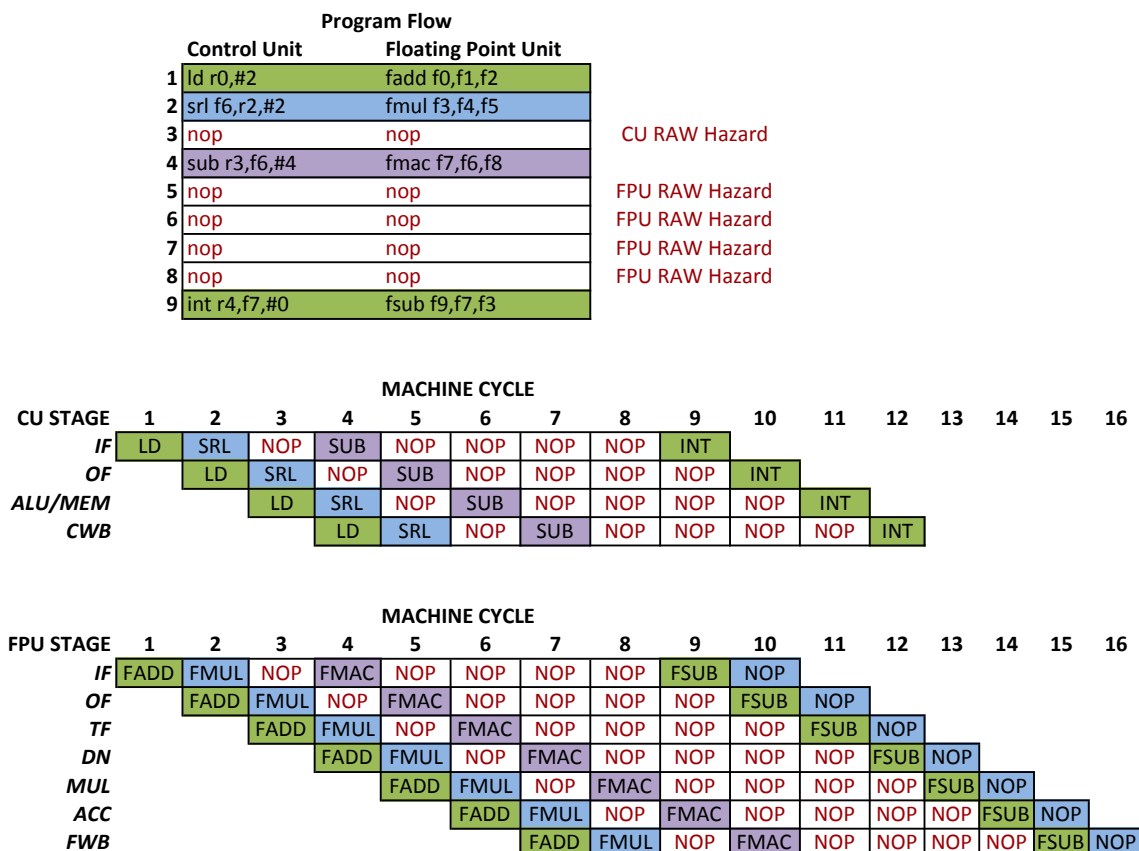 Program Flow
Control Unit Floating Point Unit
1 ld r0,#2 fadd f0,f1,f2
2 srl f6,r2,#2 fmul f3,f4,f5
3 nop nop CU RAW Hazard
4 sub r3,f6,#4 fmac f7,f6,f8
5 nop nop FPU RAW Hazard
6 nop nop FPU RAW Hazard
7 nop nop FPU RAW Hazard
8 nop nop FPU RAW Hazard
9 int r4,f7,#0 fsub f9,f7,f3
MACHINE CYCLE
CU STAGE 1 2 3 4 5 6 7 8 9 10 11 12 13 14 15 16
IF LD SRL NOP SUB NOP NOP NOP NOP INT
OF LD SRL NOP SUB NOP NOP NOP NOP INT
ALU/MEM LD SRL NOP SUB NOP NOP NOP NOP INT
CWB LD SRL NOP SUB NOP NOP NOP NOP INT
MACHINE CYCLE
FPU STAGE 1 2 3 4 5 6 7 8 9 10 11 12 13 14 15 16
IF FADD FMUL NOP FMAC NOP NOP NOP NOP FSUB NOP
OF FADD FMUL NOP FMAC NOP NOP NOP NOP FSUB NOP
TF FADD FMUL NOP FMAC NOP NOP NOP NOP FSUB NOP
DN FADD FMUL NOP FMAC NOP NOP NOP NOP FSUB NOP
MUL FADD FMUL NOP FMAC NOP NOP NOP NOP FSUB NOP
ACC FADD FMUL NOP FMAC NOP NOP NOP NOP FSUB NOP
FWB FADD FMUL NOP FMAC NOP NOP NOP NOP FSUB NOP